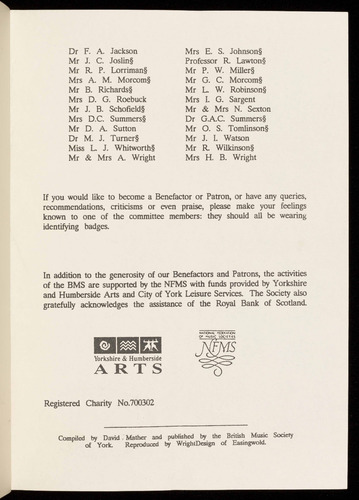 Dr F. A. Jackson
Mr J. C. Joslin§
Mr R. P. Lorriman§
Mrs A. M. Morcom§
Mr B. Richards§
Mrs D. G. Roebuck
Mr J. B. Schofield§
Mrs D.C. Summers§
Mr D. A. Sutton
Dr M. J. Turner§
Miss L. J. Whitworth§
Mr & Mrs A. Wright
Mrs E. S. Johnson§
Professor R. Lawton§
Mr P. W. Miller§
Mr G. C. Morcom§
Mr L. W. Robinson§
Mrs I. G. Sargent
Mr & Mrs N. Sexton
Dr G.A.C. Summers§
Mr O. S. Tomlinson§
Mr J. I. Watson
Mr R. Wilkinson§
Mrs H. B. Wright
If you would like to become a Benefactor or Patron, or have any queries,
recommendations, criticisms or even praise, please make your feelings
known to one of the committee members: they should all be wearing
identifying badges.
In addition to the generosity of our Benefactors and Patrons, the activities
of the BMS are supported by the NFMS with funds provided by Yorkshire
and Humberside Arts and City of York Leisure Services. The Society also
gratefully acknowledges the assistance of the Royal Bank of Scotland.
Yorkshire & Humberside
ARTS
NATIONAL FEDERATION
OF MUSIC SOCIETIES
NFMS
Registered Charity No.700302
Compiled by David Mather and published by the British Music Society
of York. Reproduced by WrightDesign of Easingwold.